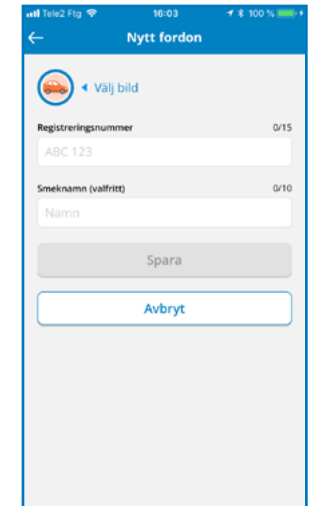 Tele2 Ftg 16:03 100 %
Nytt fordon
Välj bild
Registreringsnummer 0/15
ABC 123
Smeknamn (valfritt) 0/10
Namn
Spara
Avbryt